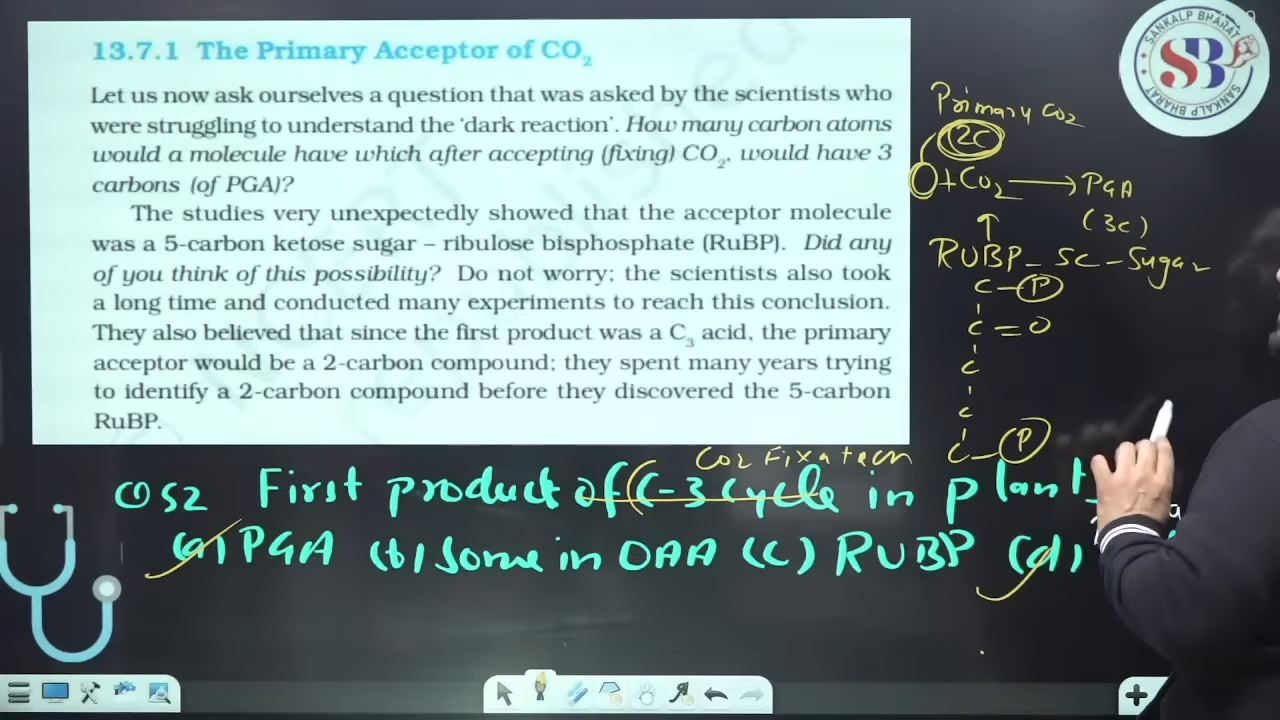 13.7.1 The Primary Acceptor of CO₂
Let us now ask ourselves a question that was asked by the scientists who
were struggling to understand the 'dark reaction'. How many carbon atoms
would a molecule have which after accepting (fixing) CO₂, would have 3
carbons (of PGA)?
The studies very unexpectedly showed that the acceptor molecule
was a 5-carbon ketose sugar – ribulose bisphosphate (RuBP). Did any
of you think of this possibility? Do not worry; the scientists also took
a long time and conducted many experiments to reach this conclusion.
They also believed that since the first product was a C₃ acid, the primary
acceptor would be a 2-carbon compound; they spent many years trying
to identify a 2-carbon compound before they discovered the 5-carbon
RuBP.
SANKALP BHARAT
SB
SANKALP BHARAT
Primary CO2
2C
O+CO2 → PGA
(3C)
↑
RUBP - 5C - Sugar
C-P
C=O
C
C
C-P
CO2 Fixation
Q52 First product of C-3 Cycle in plant
(a) PGA (b) Some in OAA (C) RUBP (d)